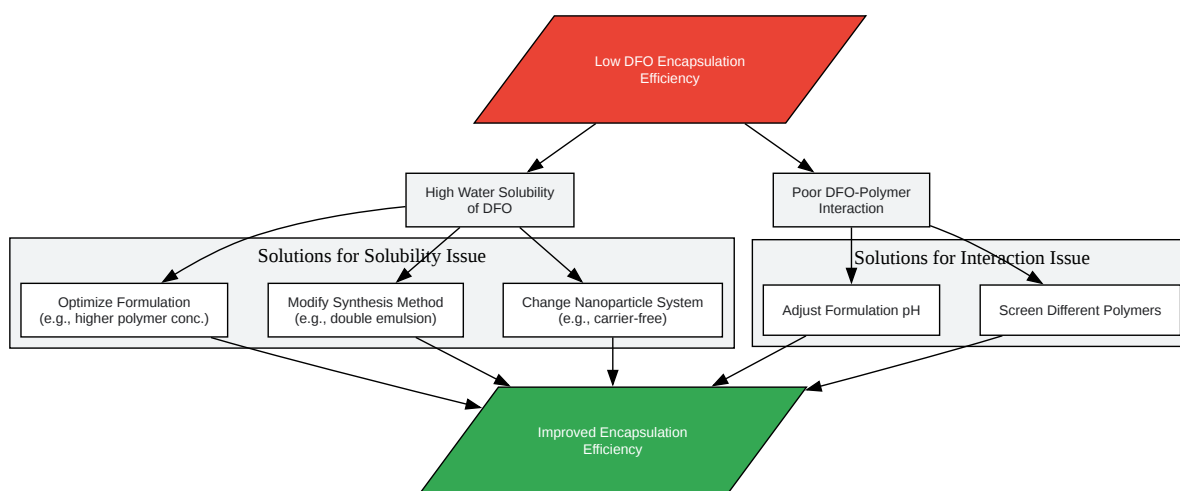 Low DFO Encapsulation
Efficiency
High Water Solubility
of DFO
Poor DFO-Polymer
Interaction
Solutions for Solubility Issue
Solutions for Interaction Issue
Optimize Formulation
(e.g., higher polymer conc.)
Modify Synthesis Method
(e.g., double emulsion)
Change Nanoparticle System
(e.g., carrier-free)
Adjust Formulation pH
Screen Different Polymers
Improved Encapsulation
Efficiency